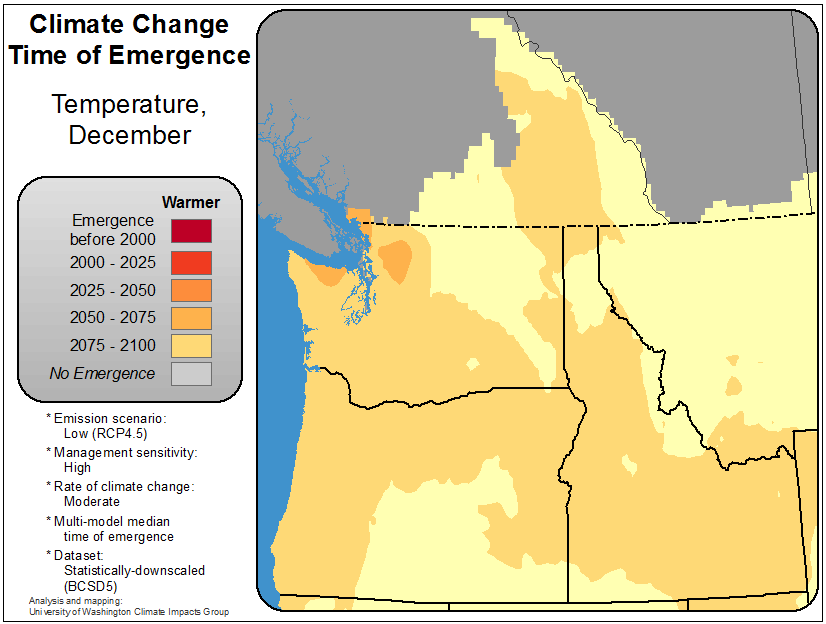 Climate Change
Time of Emergence
Temperature,
December
Warmer
Emergence
before 2000
2000 - 2025
2025 - 2050
2050 - 2075
2075 - 2100
No Emergence
* Emission scenario:
Low (RCP4.5)
* Management sensitivity:
High
* Rate of climate change:
Moderate
* Multi-model median
time of emergence
* Dataset:
Statistically-downscaled
(BCSD5)
Analysis and mapping:
University of Washington Climate Impacts Group